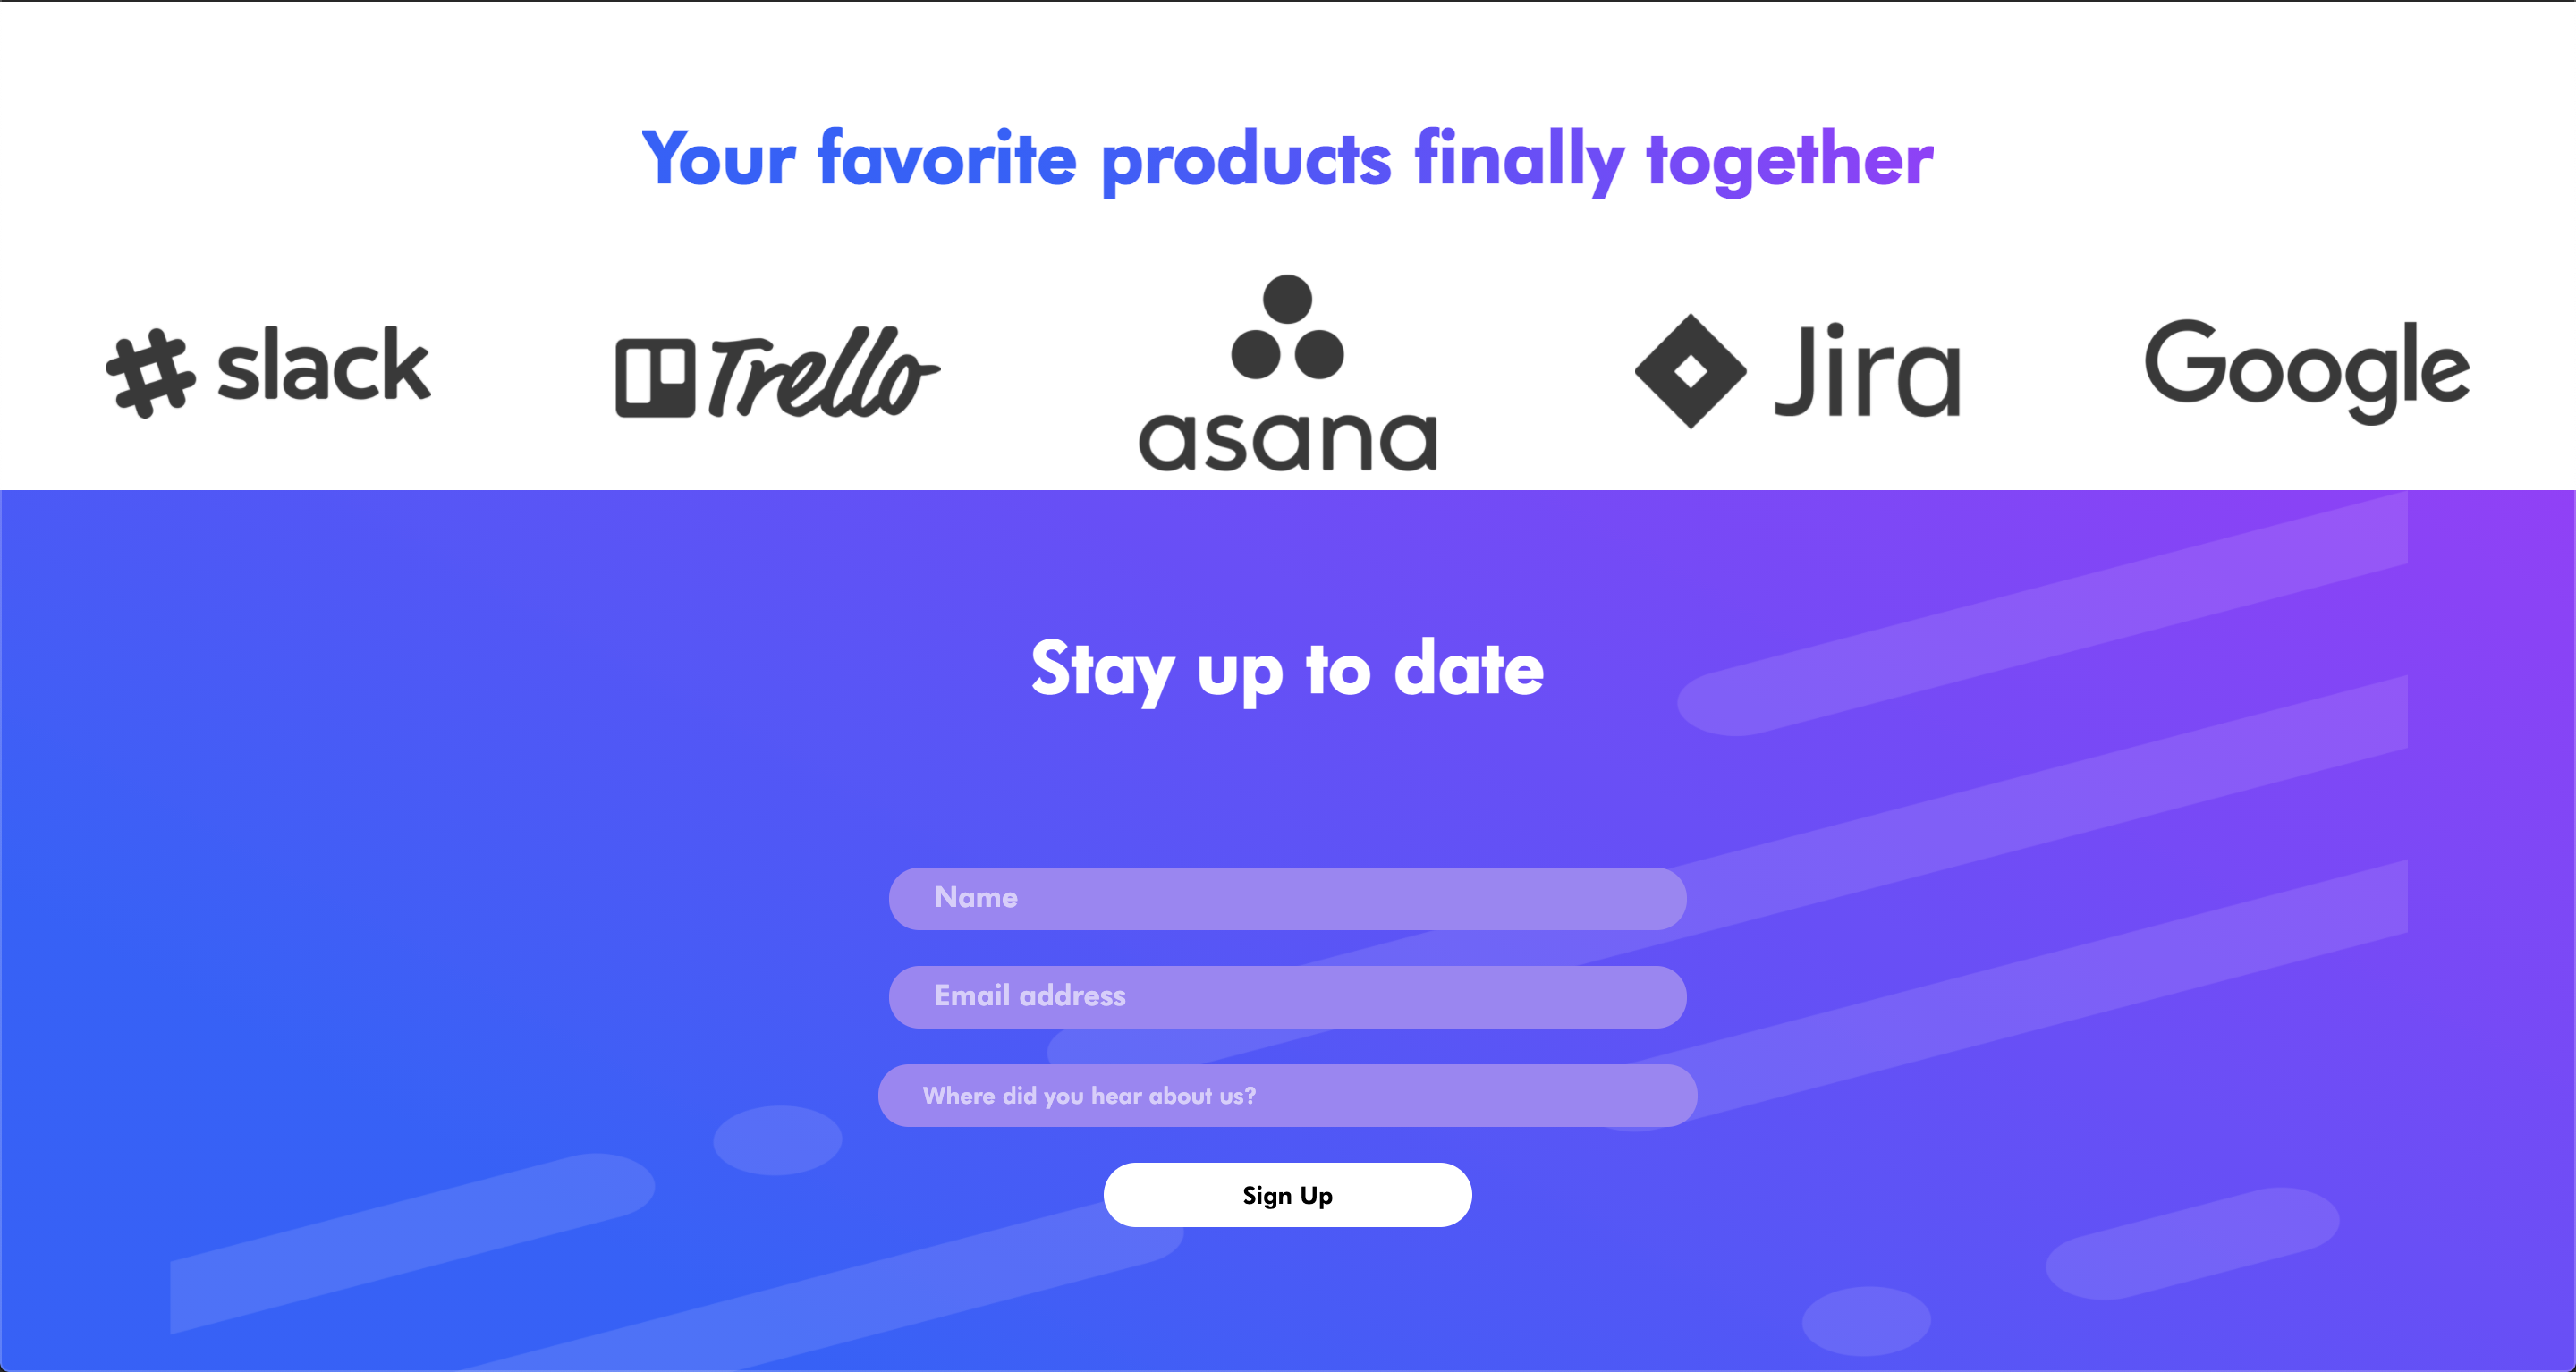 Your favorite products finally together
slack Trello asana Jira Google
Stay up to date
Name
Email address
Where did you hear about us?
Sign Up